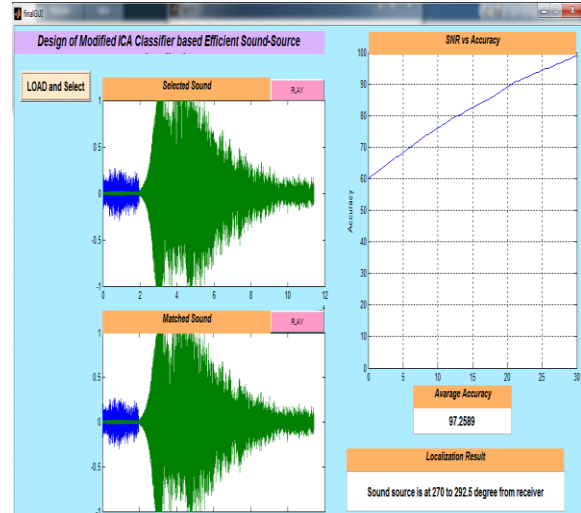 finalGUI
Design of Modified ICA Classifier based Efficient Sound-Source
LOAD and Select
Selected Sound
PLAY
1
0.5
0
-0.5
-1
0 2 4 6 8 10 12
Matched Sound
PLAY
1
0.5
0
-0.5
SNR vs Accuracy
Accuracy
100
90
80
70
60
50
40
30
20
10
0
0 5 10 15 20 25 30
Avarage Accuracy
97.2589
Localization Result
Sound source is at 270 to 292.5 degree from receiver